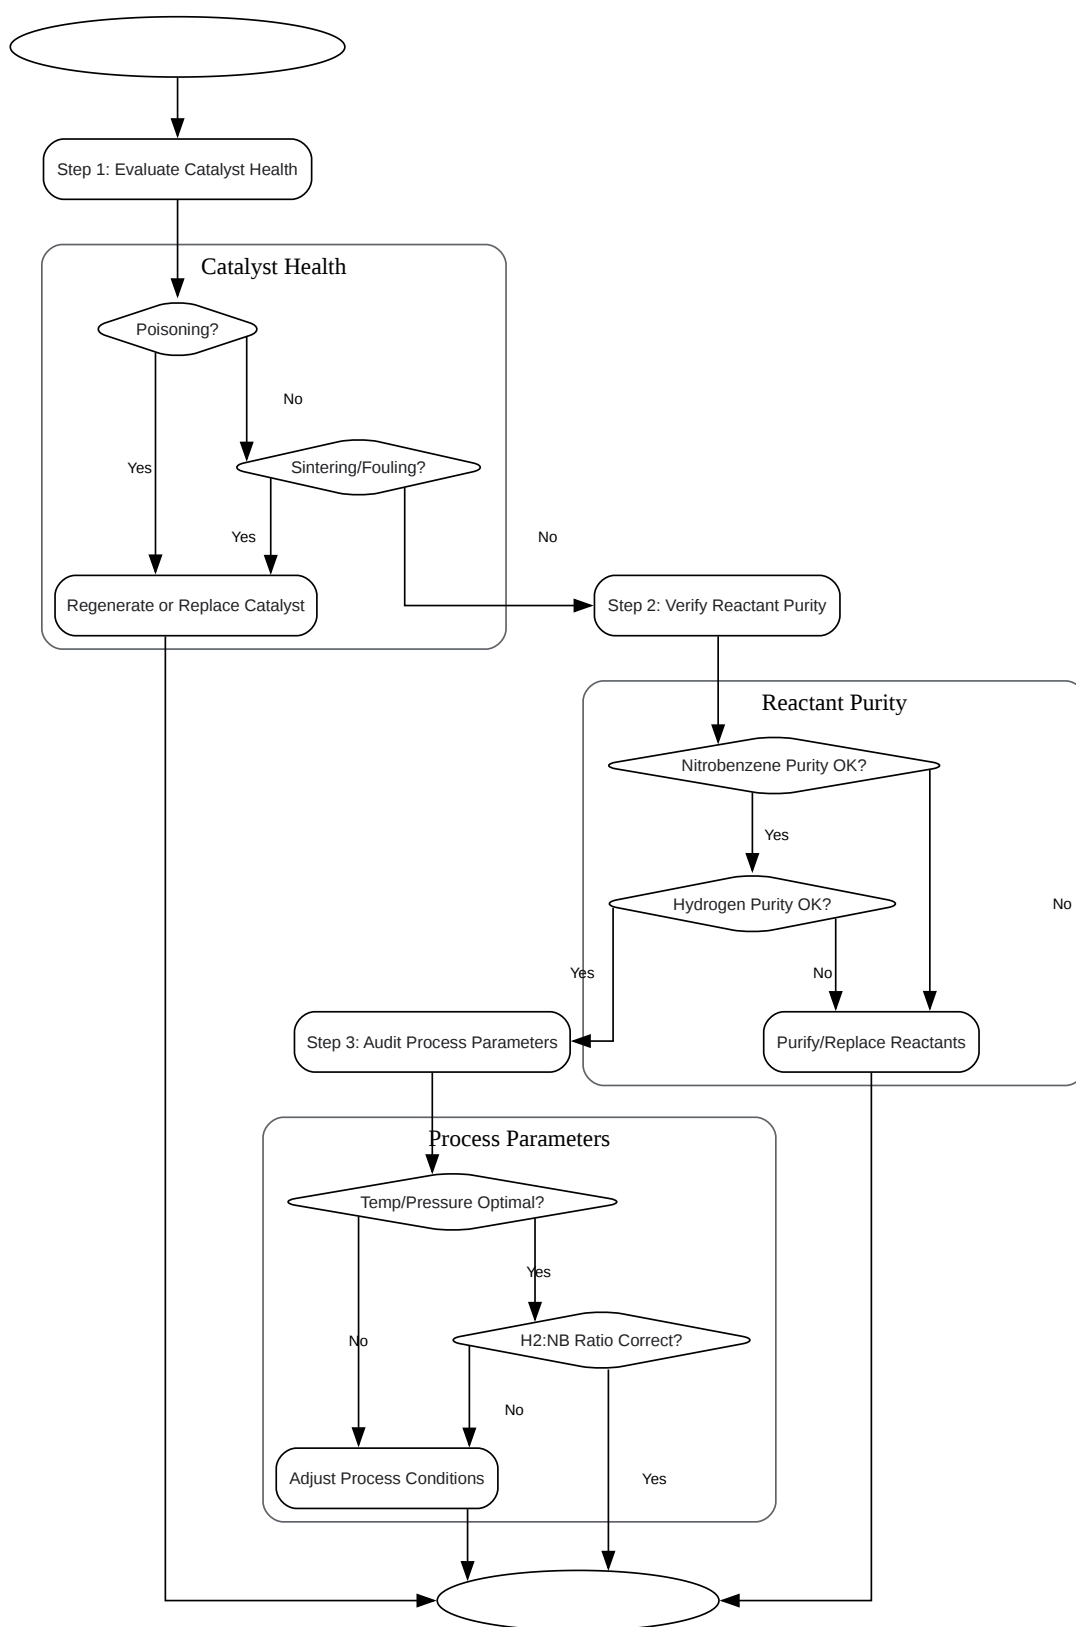 Step 1: Evaluate Catalyst Health
Catalyst Health
Poisoning?
No
Yes
Sintering/Fouling?
Yes
No
Regenerate or Replace Catalyst
Step 2: Verify Reactant Purity
Reactant Purity
Nitrobenzene Purity OK?
Yes
Hydrogen Purity OK?
No
Yes
No
Step 3: Audit Process Parameters
Purify/Replace Reactants
Process Parameters
Temp/Pressure Optimal?
Yes
No
H2:NB Ratio Correct?
No
Adjust Process Conditions
Yes